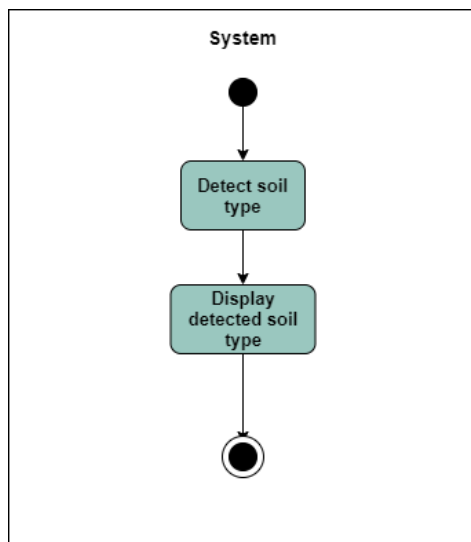 System
Detect soil
type
Display
detected soil
type